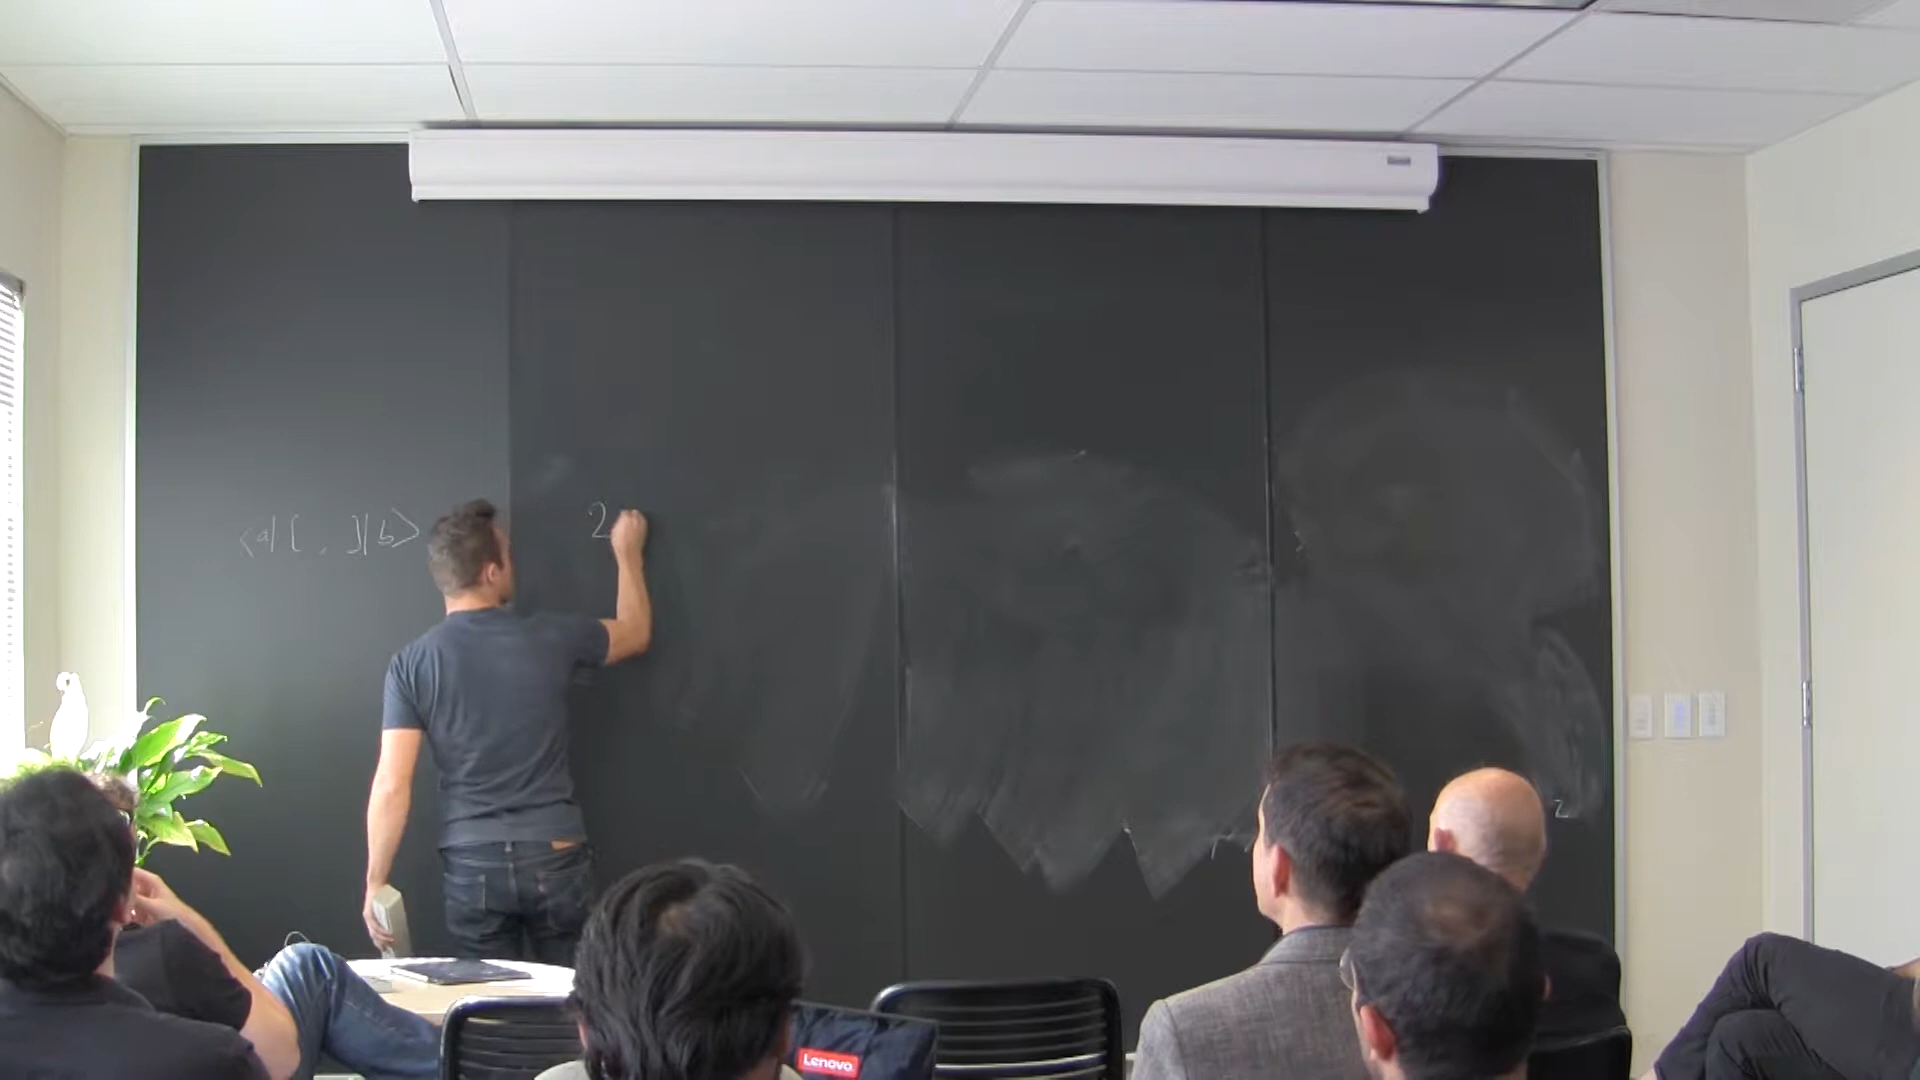 <a| [ , ] |b>
2
Lenovo
z